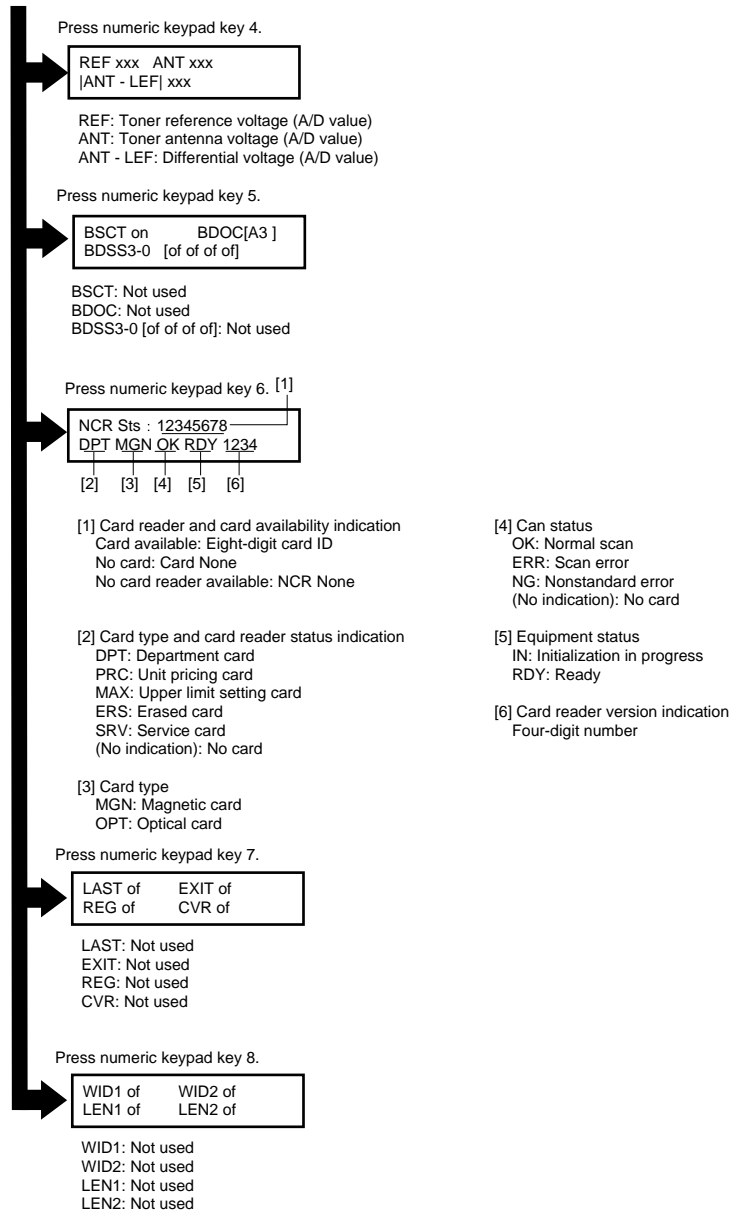 Press numeric keypad key 4.
REF xxx ANT xxx
|ANT - LEF| xxx
REF: Toner reference voltage (A/D value)
ANT: Toner antenna voltage (A/D value)
ANT - LEF: Differential voltage (A/D value)
Press numeric keypad key 5.
BSCT on BDOC[A3 ]
BDSS3-0 [of of of of]
BSCT: Not used
BDOC: Not used
BDSS3-0 [of of of of]: Not used
Press numeric keypad key 6. [1]
NCR Sts : 12345678
DPT MGN OK RDY 1234
[2] [3] [4] [5] [6]
[1] Card reader and card availability indication
Card available: Eight-digit card ID
No card: Card None
No card reader available: NCR None
[2] Card type and card reader status indication
DPT: Department card
PRC: Unit pricing card
MAX: Upper limit setting card
ERS: Erased card
SRV: Service card
(No indication): No card
[3] Card type
MGN: Magnetic card
OPT: Optical card
[4] Can status
OK: Normal scan
ERR: Scan error
NG: Nonstandard error
(No indication): No card
[5] Equipment status
IN: Initialization in progress
RDY: Ready
[6] Card reader version indication
Four-digit number
Press numeric keypad key 7.
LAST of EXIT of
REG of CVR of
LAST: Not used
EXIT: Not used
REG: Not used
CVR: Not used
Press numeric keypad key 8.
WID1 of WID2 of
LEN1 of LEN2 of
WID1: Not used
WID2: Not used
LEN1: Not used
LEN2: Not used